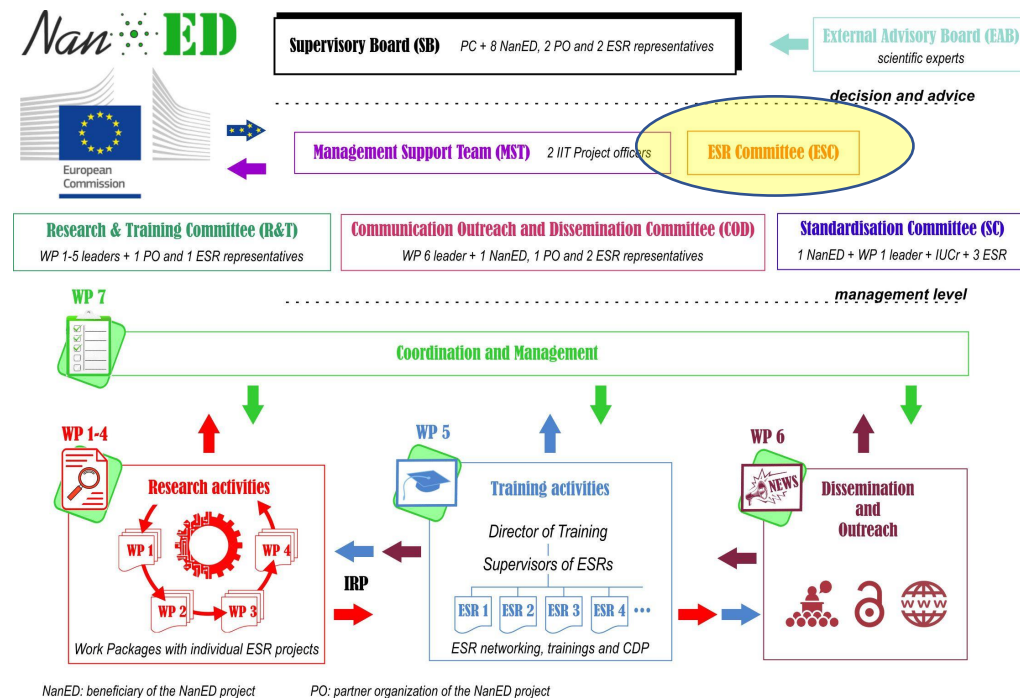 NanED
Supervisory Board (SB) PC + 8 NanED, 2 PO and 2 ESR representatives
External Advisory Board (EAB)
scientific experts
decision and advice
European
Commission
Management Support Team (MST) 2 IIT Project officers
ESR Committee (ESC)
Research & Training Committee (R&T)
WP 1-5 leaders + 1 PO and 1 ESR representatives
Communication Outreach and Dissemination Committee (COD)
WP 6 leader + 1 NanED, 1 PO and 2 ESR representatives
Standardisation Committee (SC)
1 NanED + WP 1 leader + IUCr + 3 ESR
management level
WP 7
Coordination and Management
WP 1-4
Research activities
WP 1
WP 4
WP 2
WP 3
Work Packages with individual ESR projects
IRP
WP 5
Training activities
Director of Training
Supervisors of ESRs
ESR 1 ESR 2 ESR 3 ESR 4 •••
ESR networking, trainings and CDP
WP 6
NEWS
Dissemination
and
Outreach
www
NanED: beneficiary of the NanED project PO: partner organization of the NanED project